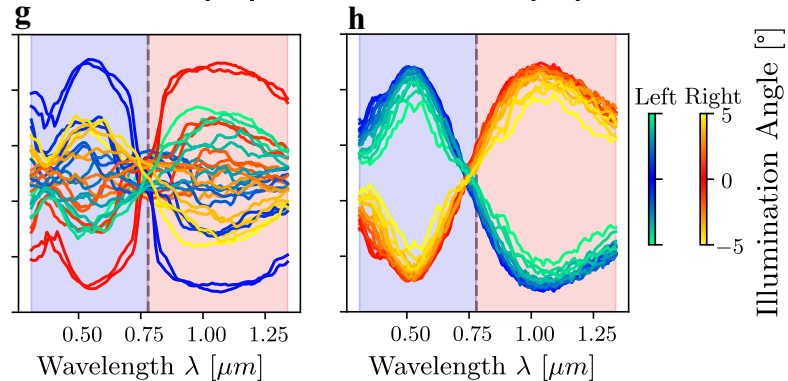 g
h
0.50 0.75 1.00 1.25
Wavelength λ [μm]
0.50 0.75 1.00 1.25
Wavelength λ [μm]
Left Right
5
0
−5
Illumination Angle [°]